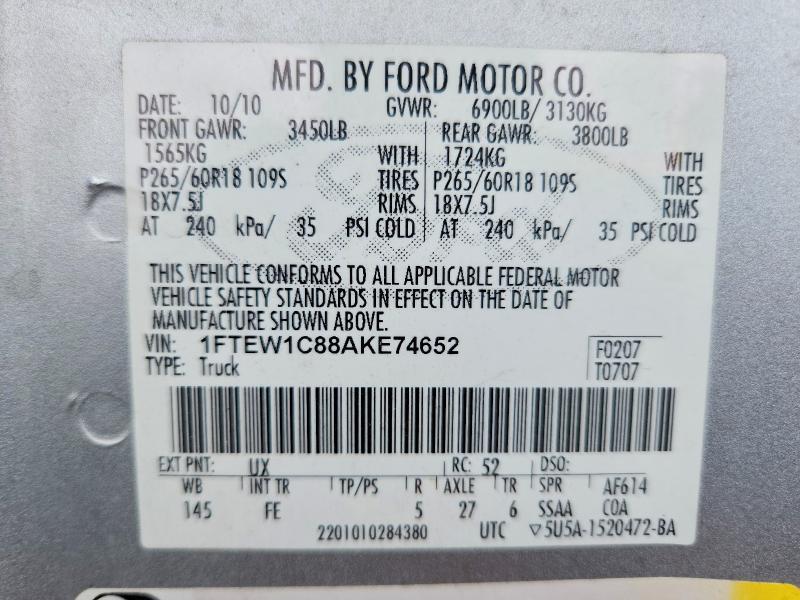 MFD. BY FORD MOTOR CO.
DATE: 10/10 GVWR: 6900LB/ 3130KG
FRONT GAWR: 3450LB REAR GAWR: 3800LB
1565KG WITH 1724KG WITH
P265/60R18 109S TIRES P265/60R18 109S TIRES
18X7.5J RIMS 18X7.5J RIMS
AT 240 kPa/ 35 PSI COLD AT 240 kPa/ 35 PSI COLD
THIS VEHICLE CONFORMS TO ALL APPLICABLE FEDERAL MOTOR
VEHICLE SAFETY STANDARDS IN EFFECT ON THE DATE OF
MANUFACTURE SHOWN ABOVE.
VIN: 1FTEW1C88AKE74652 F0207
TYPE: Truck T0707
EXT PNT: UX RC: 52 DSO:
WB INT TR TP/PS R AXLE TR SPR AF614
145 FE 5 27 6 SSAA COA
2201010284380 UTC ▽5U5A-1520472-BA